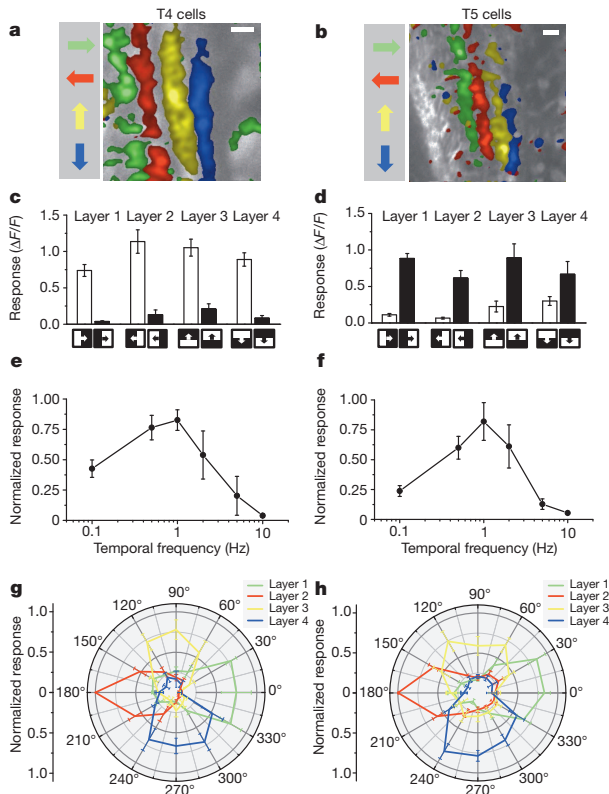 T4 cells
T5 cells
a
b
c
Layer 1 Layer 2 Layer 3 Layer 4
Response (ΔF/F)
1.5
1.0
0.5
0.0
d
Layer 1 Layer 2 Layer 3 Layer 4
Response (ΔF/F)
1.5
1.0
0.5
0.0
e
Normalized response
1.00
0.75
0.50
0.25
0
0.1 1 10
Temporal frequency (Hz)
f
Normalized response
1.00
0.75
0.50
0.25
0
0.1 1 10
Temporal frequency (Hz)
g
Layer 1
Layer 2
Layer 3
Layer 4
Normalized response
1.0
0.5
0
0.5
1.0
90°
60°
30°
0°
330°
300°
270°
240°
210°
180°
150°
120°
h
Layer 1
Layer 2
Layer 3
Layer 4
Normalized response
1.0
0.5
0
0.5
1.0
90°
60°
30°
0°
330°
300°
270°
240°
210°
180°
150°
120°